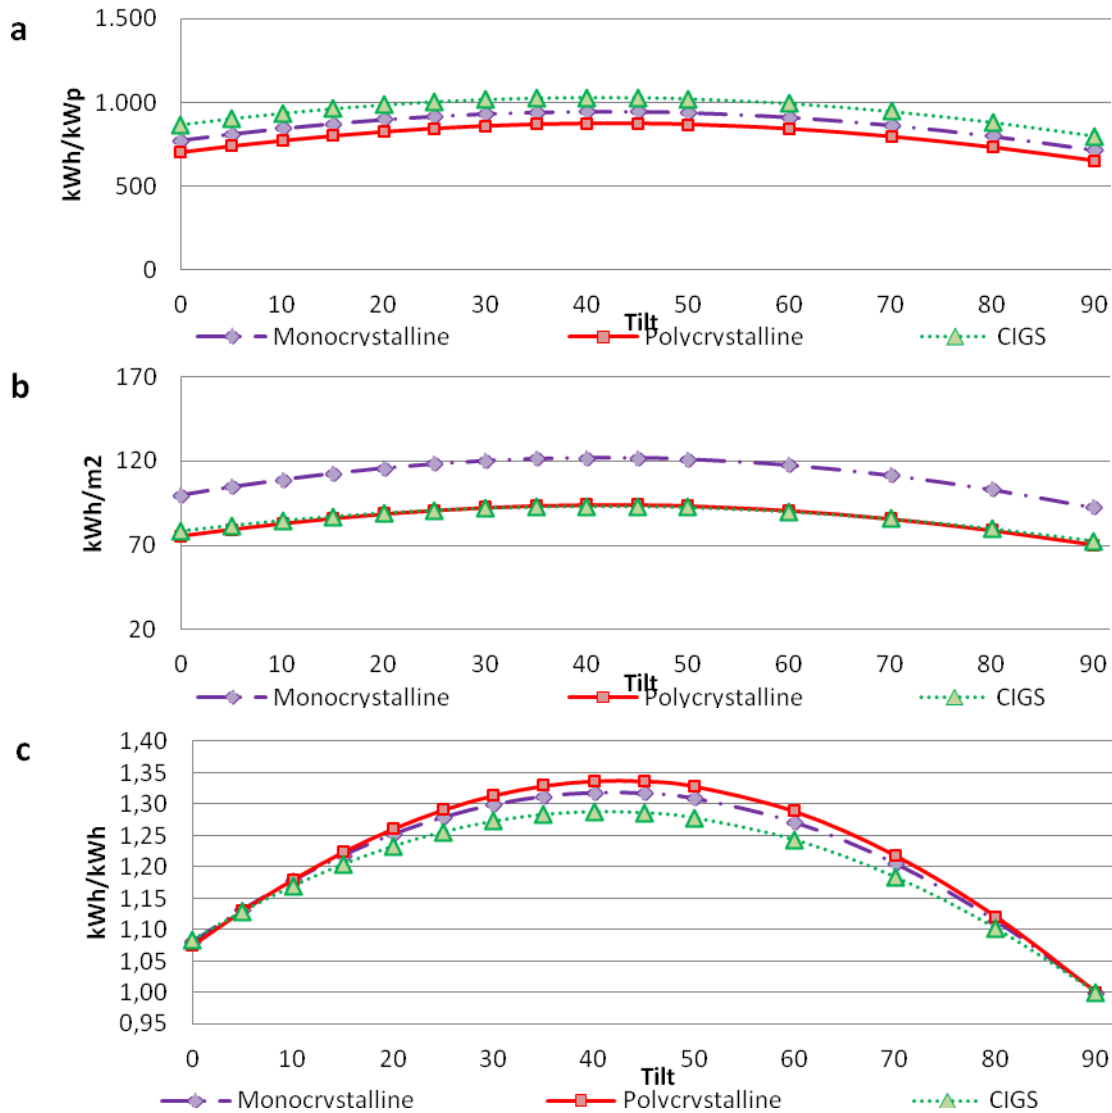 a
kWh/kWp
1.500
1.000
500
0
0 10 20 30 40 50 60 70 80 90
Tilt
Monocrystalline Polycrystalline CIGS
b
kWh/m2
170
120
70
20
0 10 20 30 40 50 60 70 80 90
Tilt
Monocrystalline Polycrystalline CIGS
c
kWh/kWh
1,40
1,35
1,30
1,25
1,20
1,15
1,10
1,05
1,00
0,95
0 10 20 30 40 50 60 70 80 90
Tilt
Monocrystalline Polycrystalline CIGS